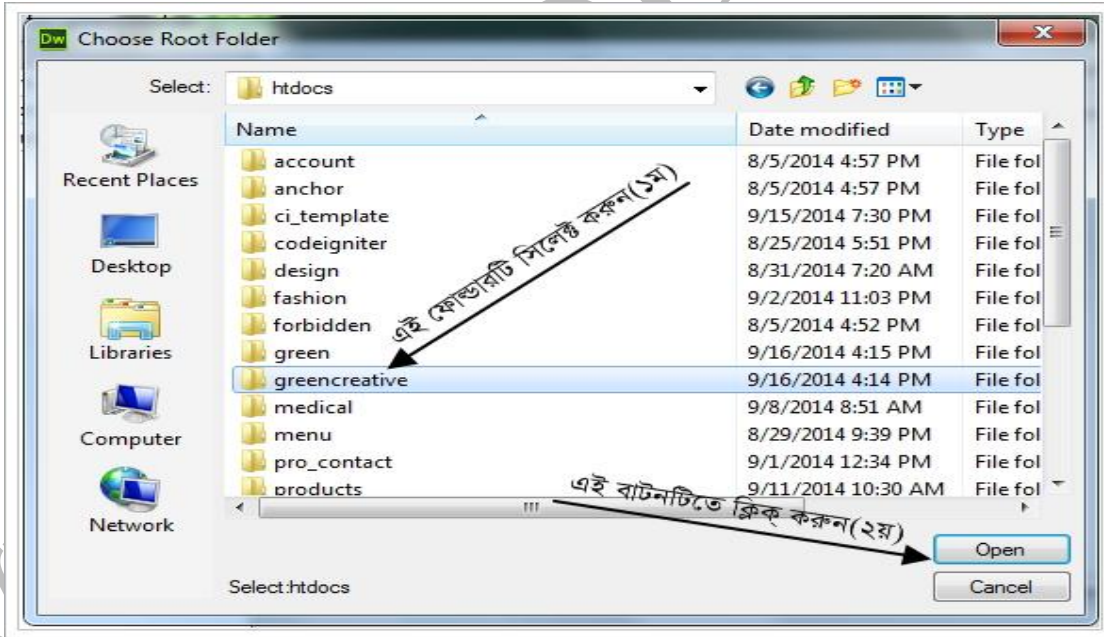 Dw Choose Root Folder
Select: htdocs
Name Date modified Type
account 8/5/2014 4:57 PM File fol
anchor 8/5/2014 4:57 PM File fol
ci_template 9/15/2014 7:30 PM File fol
codeigniter 8/25/2014 5:51 PM File fol
design 8/31/2014 7:20 AM File fol
fashion 9/2/2014 11:03 PM File fol
forbidden 8/5/2014 4:52 PM File fol
green 9/16/2014 4:15 PM File fol
greencreative 9/16/2014 4:14 PM File fol
medical 9/8/2014 8:51 AM File fol
menu 8/29/2014 9:39 PM File fol
pro_contact 9/1/2014 12:34 PM File fol
products 9/11/2014 10:30 AM File fol
Recent Places
Desktop
Libraries
Computer
Network
এই ফোল্ডারটি সিলেক্ট করুন(১ম)
এই বাটনটিতে ক্লিক্ করুন(২য়)
Open
Select:htdocs
Cancel